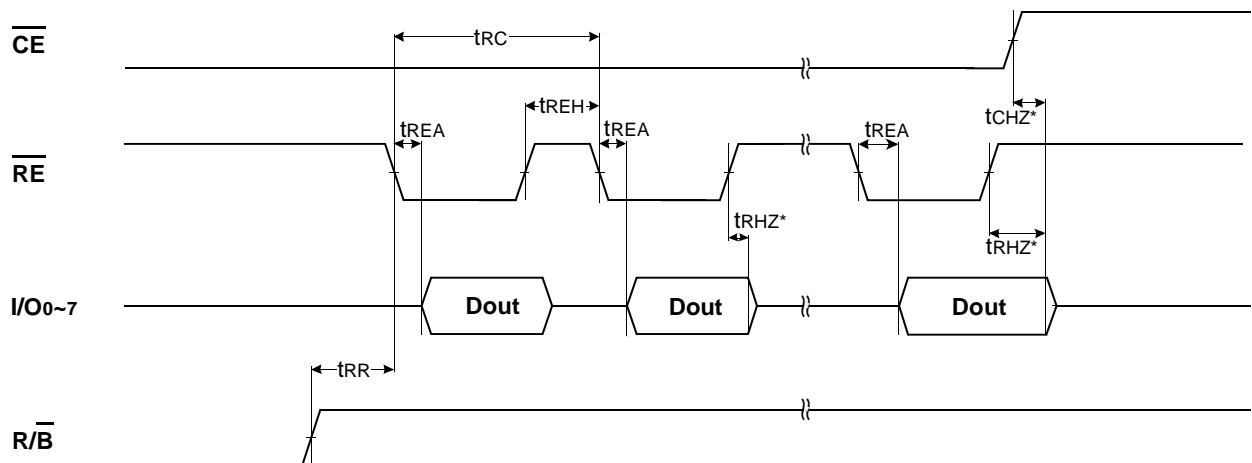 CE
tRC
tREH
tCHZ*
tREA
tREA
tREA
RE
tRHZ*
tRHZ*
I/O0~7
Dout
Dout
Dout
tRR
R/B